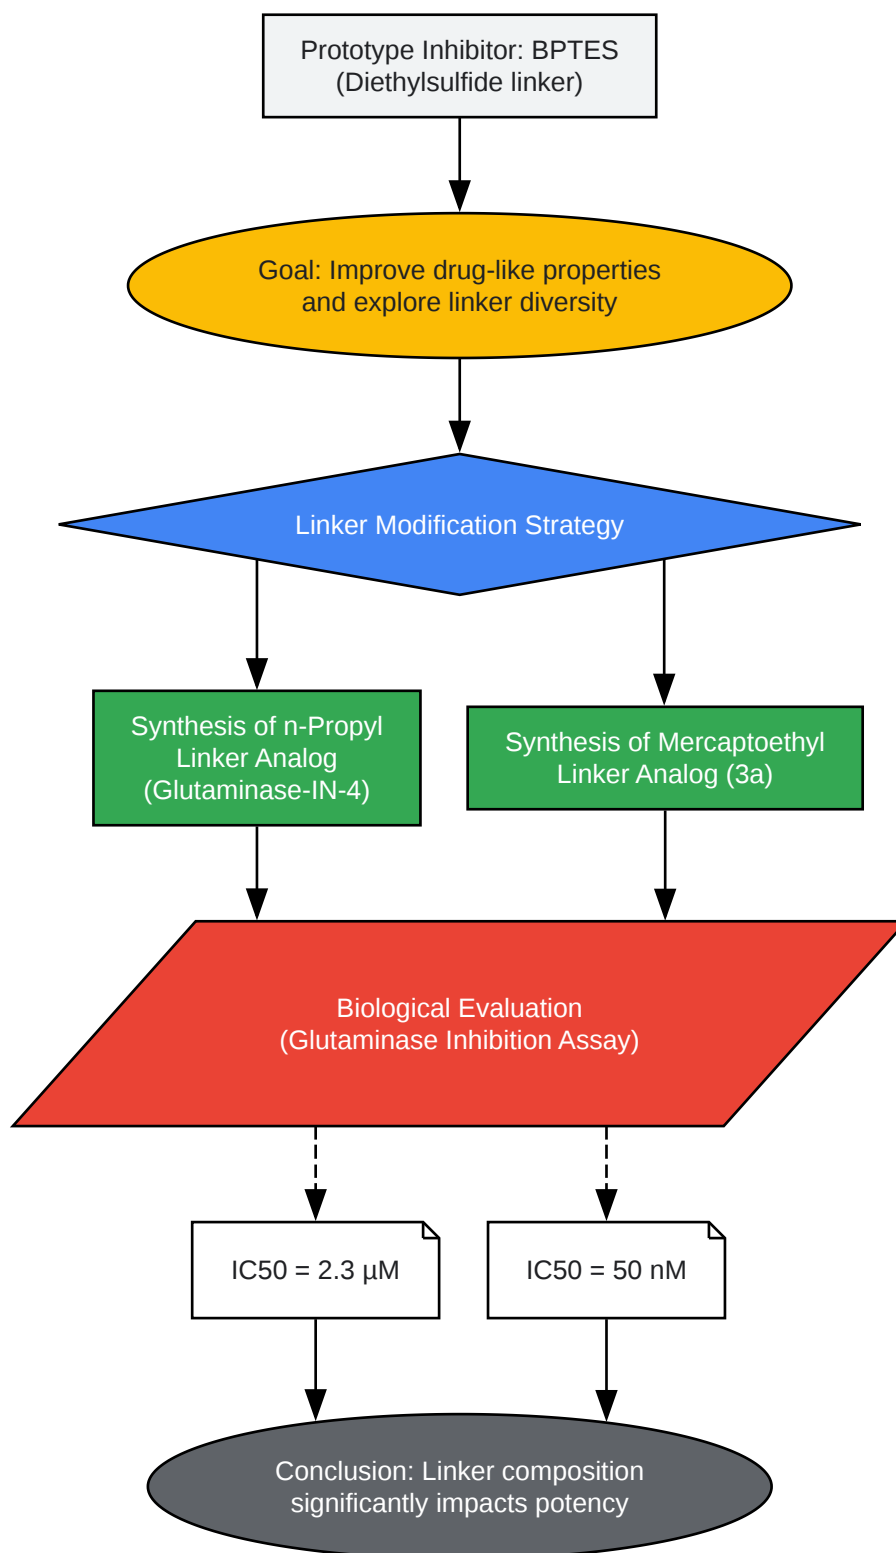 Prototype Inhibitor: BPTES
(Diethylsulfide linker)
Goal: Improve drug-like properties
and explore linker diversity
Linker Modification Strategy
Synthesis of n-Propyl
Linker Analog
(Glutaminase-IN-4)
Synthesis of Mercaptoethyl
Linker Analog (3a)
Biological Evaluation
(Glutaminase Inhibition Assay)
IC50 = 2.3 µM
IC50 = 50 nM
Conclusion: Linker composition
significantly impacts potency